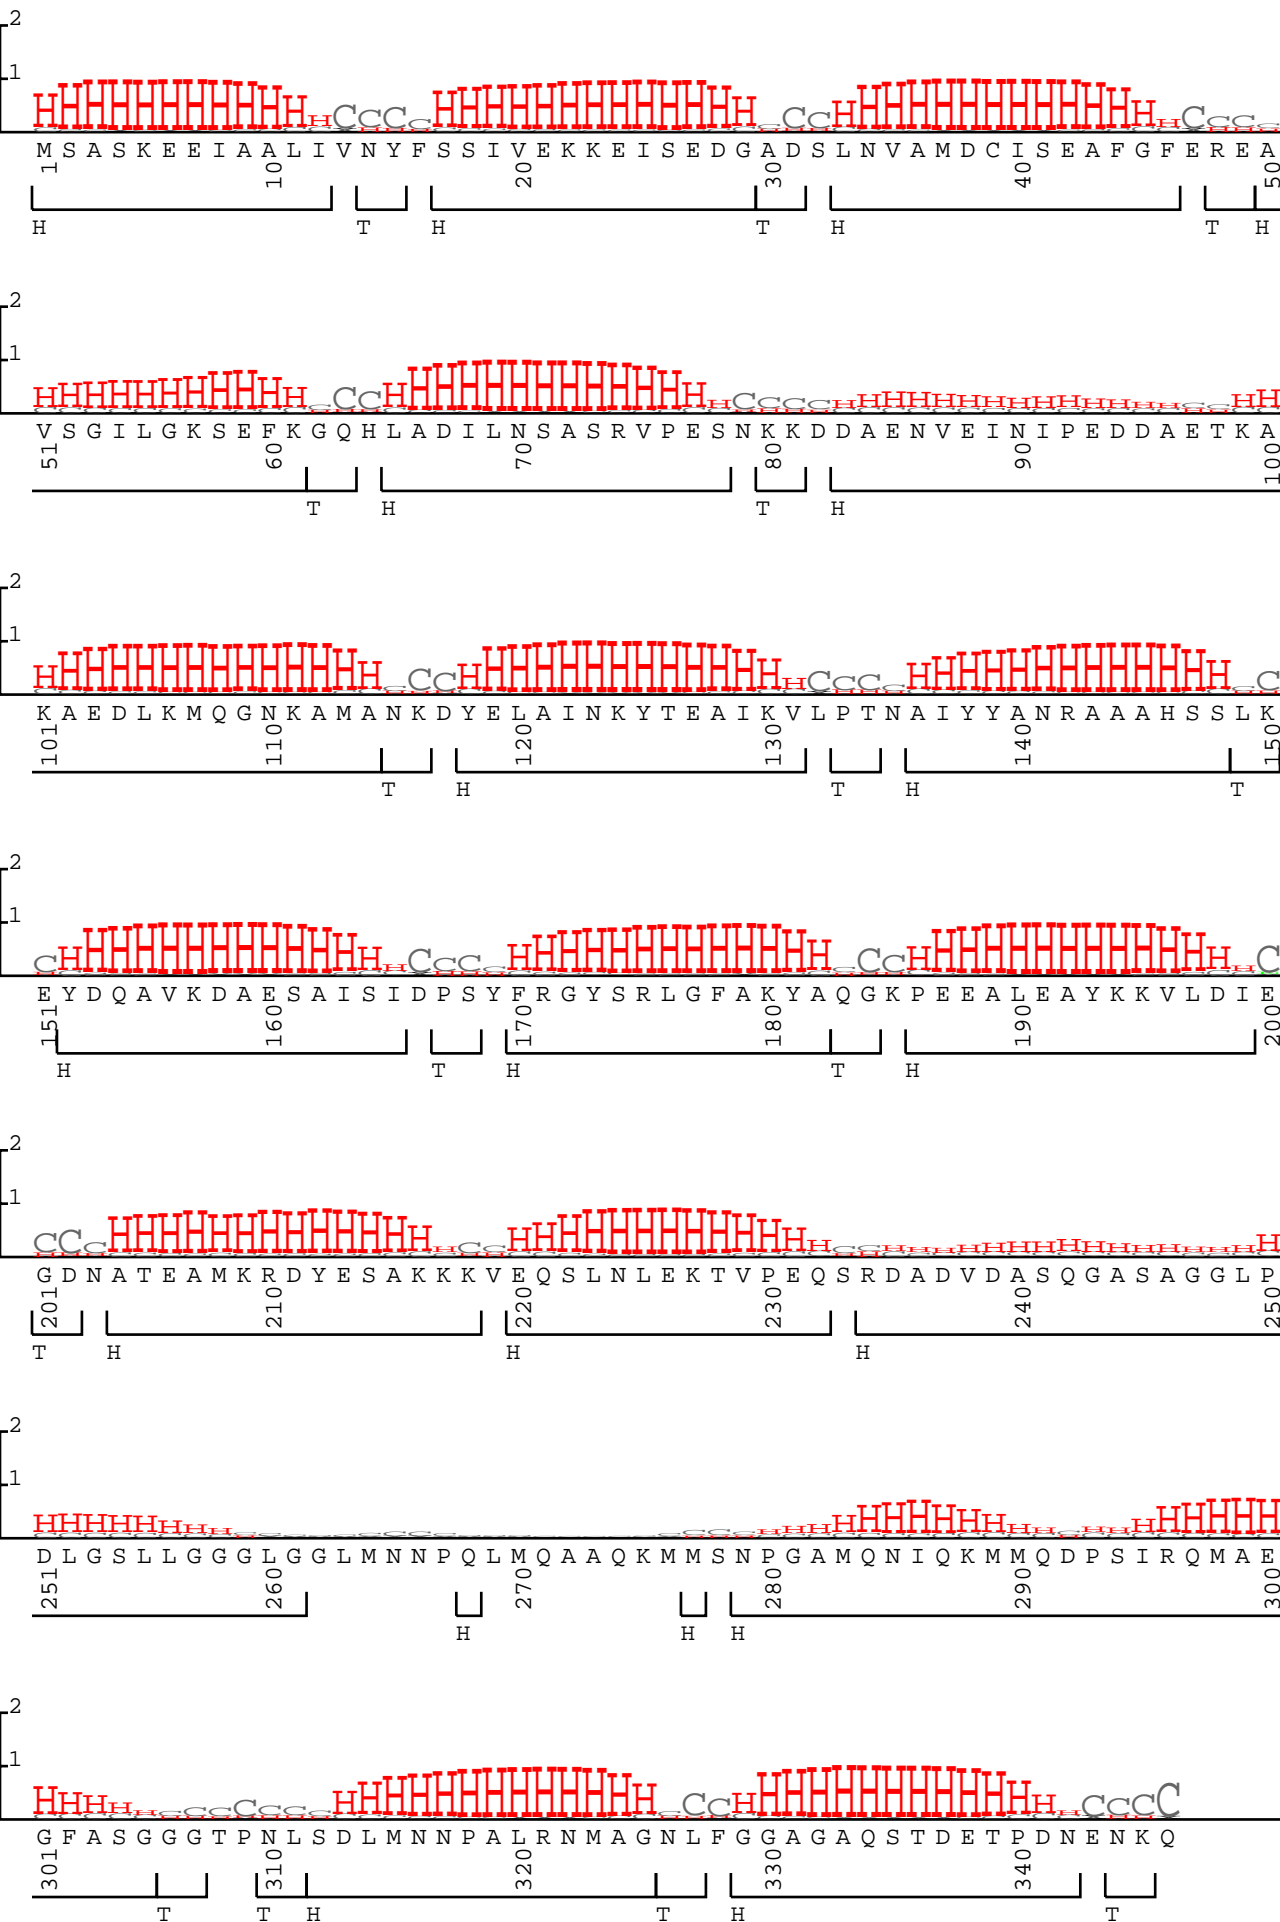 2
1
M S A S K E E I A A L I V N Y F S S I V E K K E I S E D G A D S L N V A M D C I S E A F G F E R E A
1 10 20 30 40 50
H T H T H T H
2
1
V S G I L G K S E F K G Q H L A D I L N S A S R V P E S N K K D D A E N V E I N I P E D D A E T K A
51 60 70 80 90 100
T H T H
2
1
K A E D L K M Q G N K A M A N K D Y E L A I N K Y T E A I K V L P T N A I Y Y A N R A A A H S S L K
101 110 120 130 140 150
T H T H T
2
1
E Y D Q A V K D A E S A I S I D P S Y F R G Y S R L G F A K Y A Q G K P E E A L E A Y K K V L D I E
151 160 170 180 190 200
H T H T H
2
1
G D N A T E A M K R D Y E S A K K K V E Q S L N L E K T V P E Q S R D A D V D A S Q G A S A G G L P
201 210 220 230 240 250
T H H H
2
1
D L G S L L G G G L G G L M N N P Q L M Q A A Q K M M S N P G A M Q N I Q K M M Q D P S I R Q M A E
251 260 270 280 290 300
H H H
2
1
G F A S G G G T P N L S D L M N N P A L R N M A G N L F G G A G A Q S T D E T P D N E N K Q
301 310 320 330 340
T T H T H T